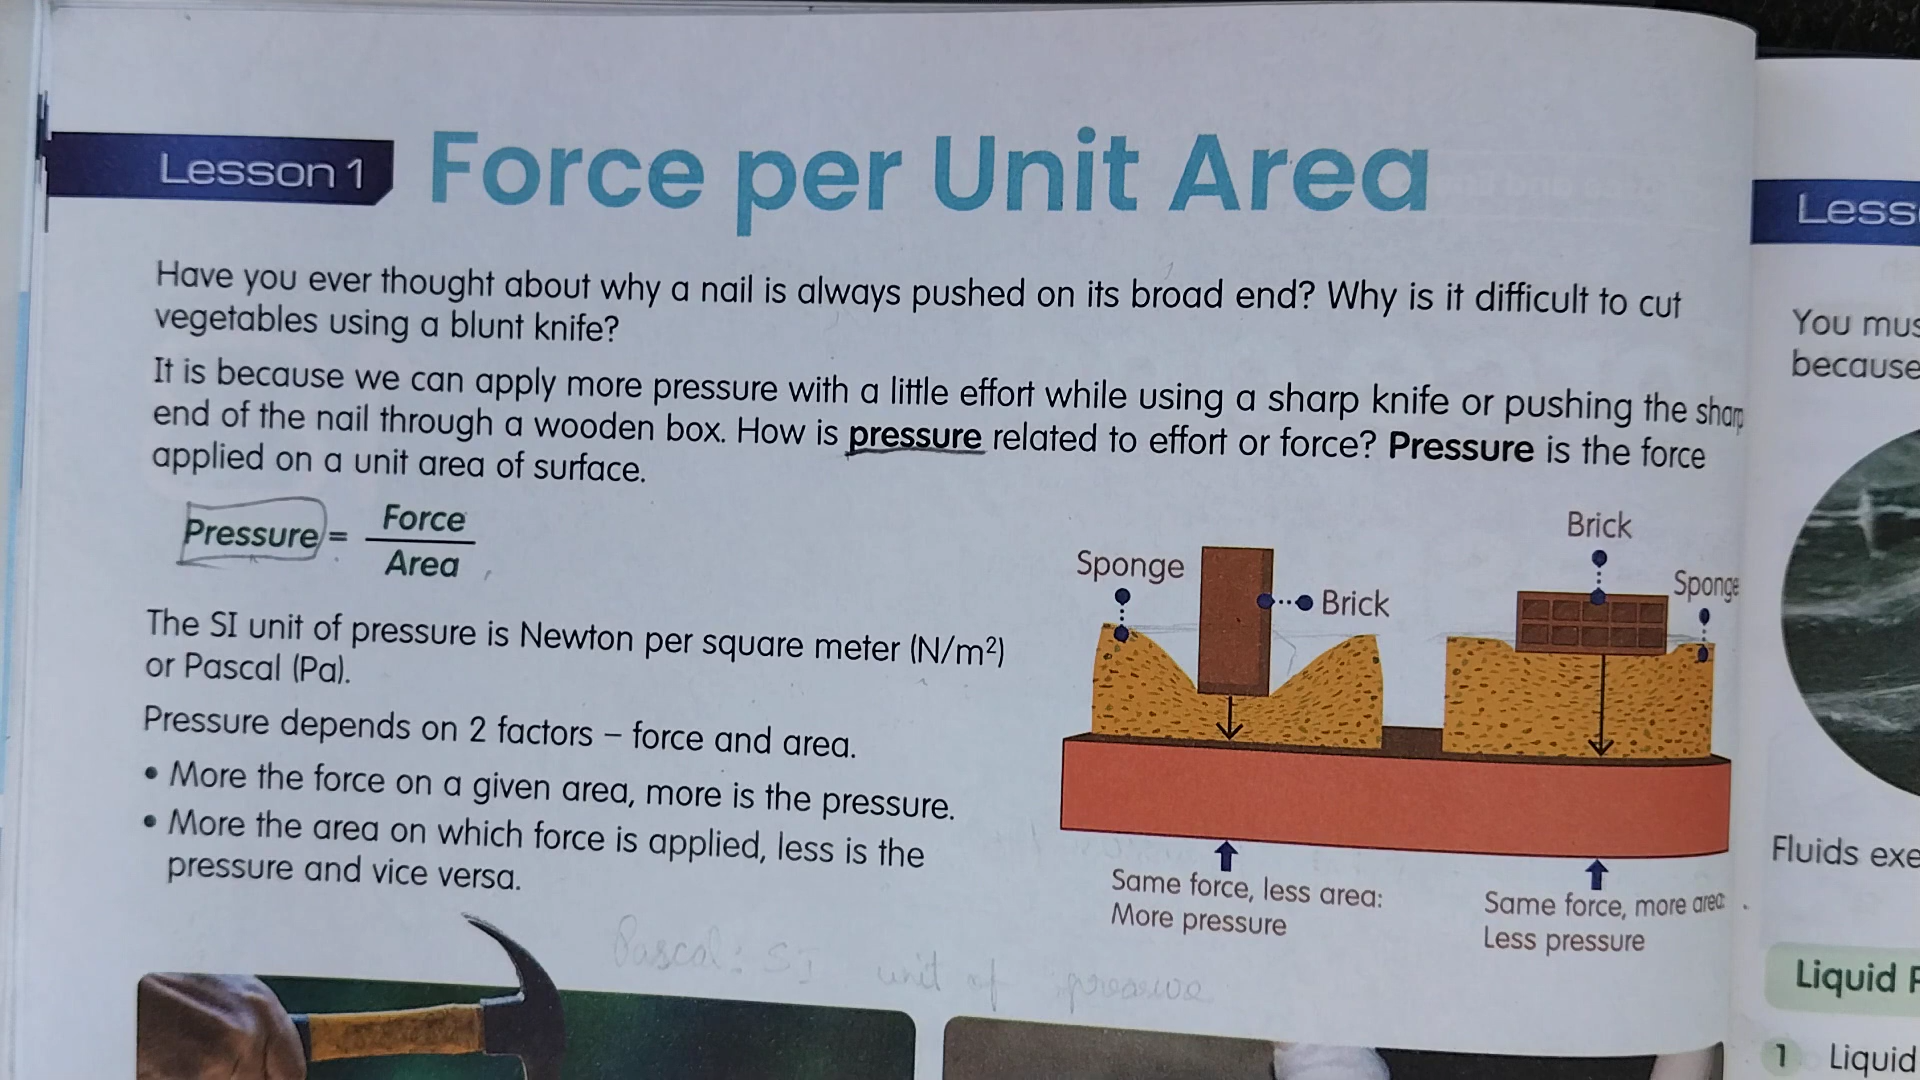 Lesson 1
Force per Unit Area
Have you ever thought about why a nail is always pushed on its broad end? Why is it difficult to cut
vegetables using a blunt knife?
It is because we can apply more pressure with a little effort while using a sharp knife or pushing the sharp
end of the nail through a wooden box. How is pressure related to effort or force? Pressure is the force
applied on a unit area of surface.
Pressure = Force
Area
The SI unit of pressure is Newton per square meter (N/m²)
or Pascal (Pa).
Pressure depends on 2 factors – force and area.
• More the force on a given area, more is the pressure.
• More the area on which force is applied, less is the
pressure and vice versa.
Sponge
Brick
Brick
Sponge
Same force, less area:
More pressure
Same force, more area:
Less pressure
Pascal: SI unit of pressure
Less
You mus
because
Fluids exe
Liquid P
1 Liquid